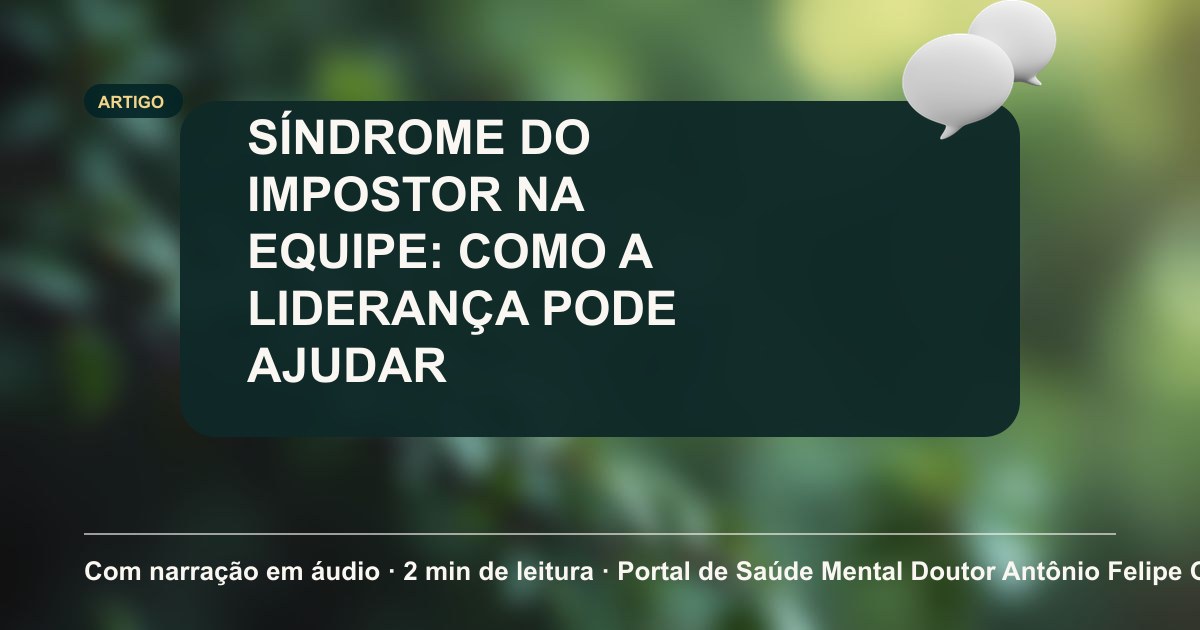 ARTIGO
SÍNDROME DO
IMPOSTOR NA
EQUIPE: COMO A
LIDERANÇA PODE
AJUDAR
Com narração em áudio · 2 min de leitura · Portal de Saúde Mental Doutor Antônio Felipe